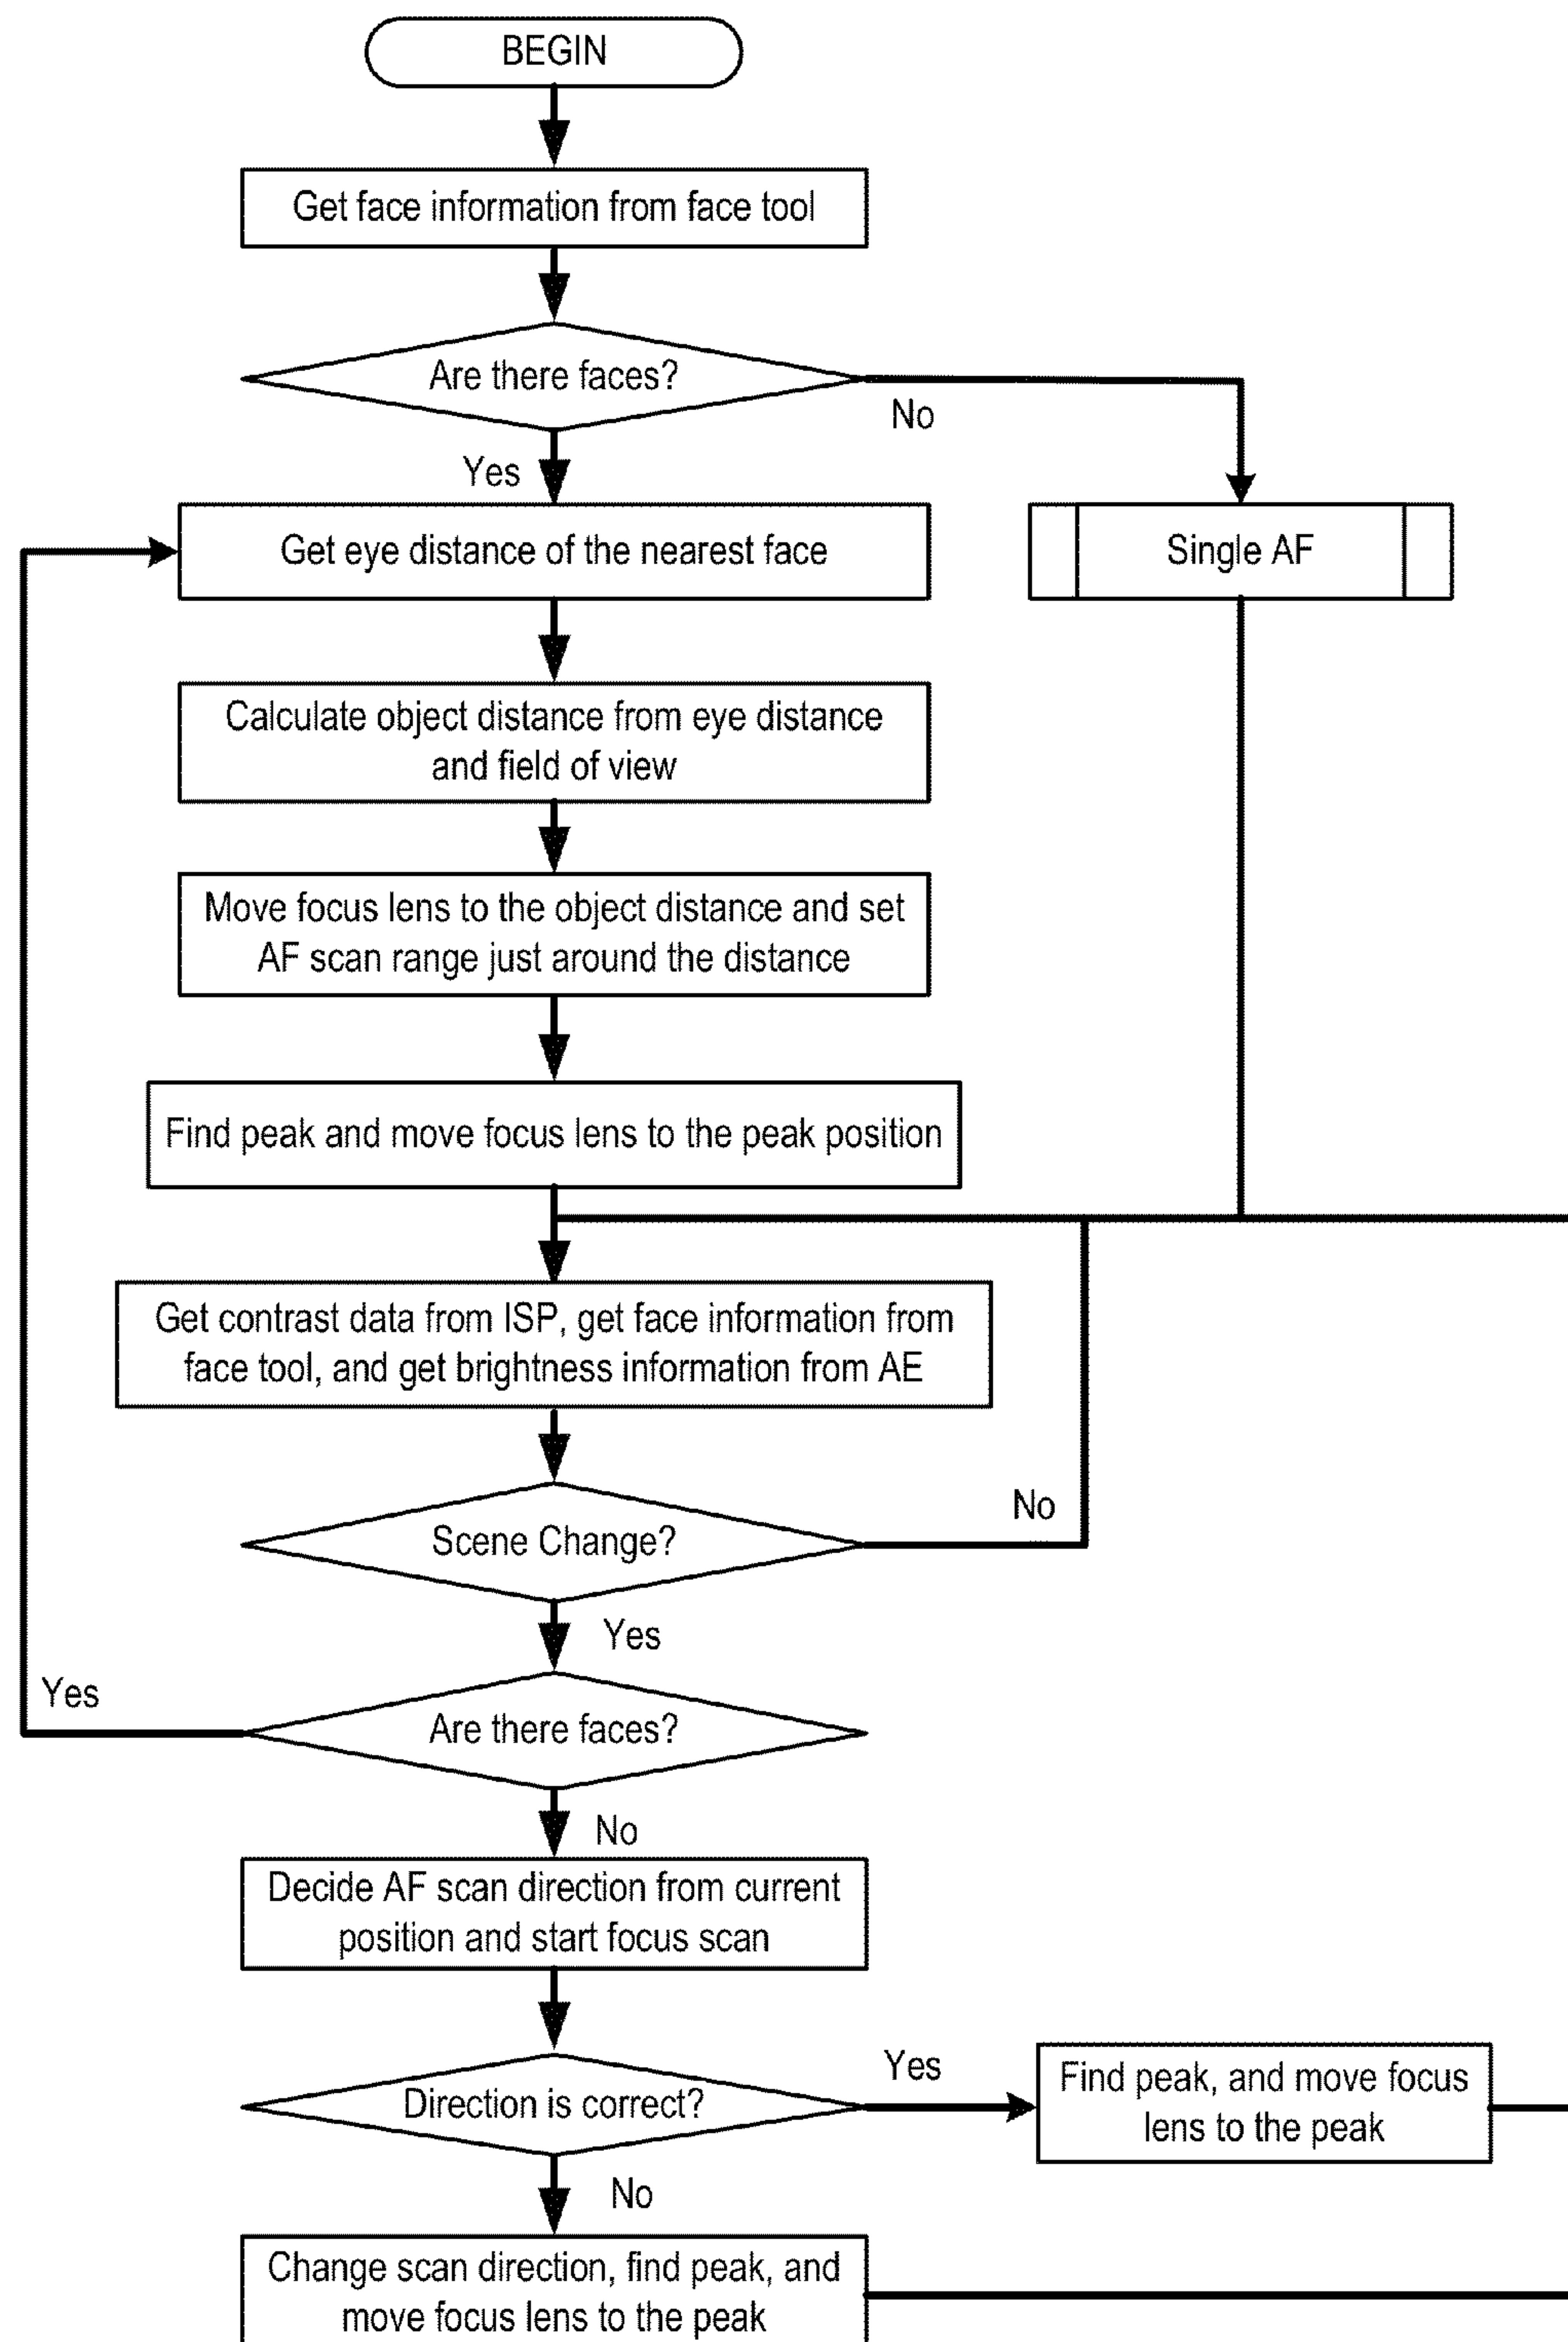 BEGIN
Get face information from face tool
Are there faces?
No
Yes
Get eye distance of the nearest face
Single AF
Calculate object distance from eye distance
and field of view
Move focus lens to the object distance and set
AF scan range just around the distance
Find peak and move focus lens to the peak position
Get contrast data from ISP, get face information from
face tool, and get brightness information from AE
No
Scene Change?
Yes
Yes
Are there faces?
No
Decide AF scan direction from current
position and start focus scan
Yes
Direction is correct?
Find peak, and move focus
lens to the peak
No
Change scan direction, find peak, and
move focus lens to the peak